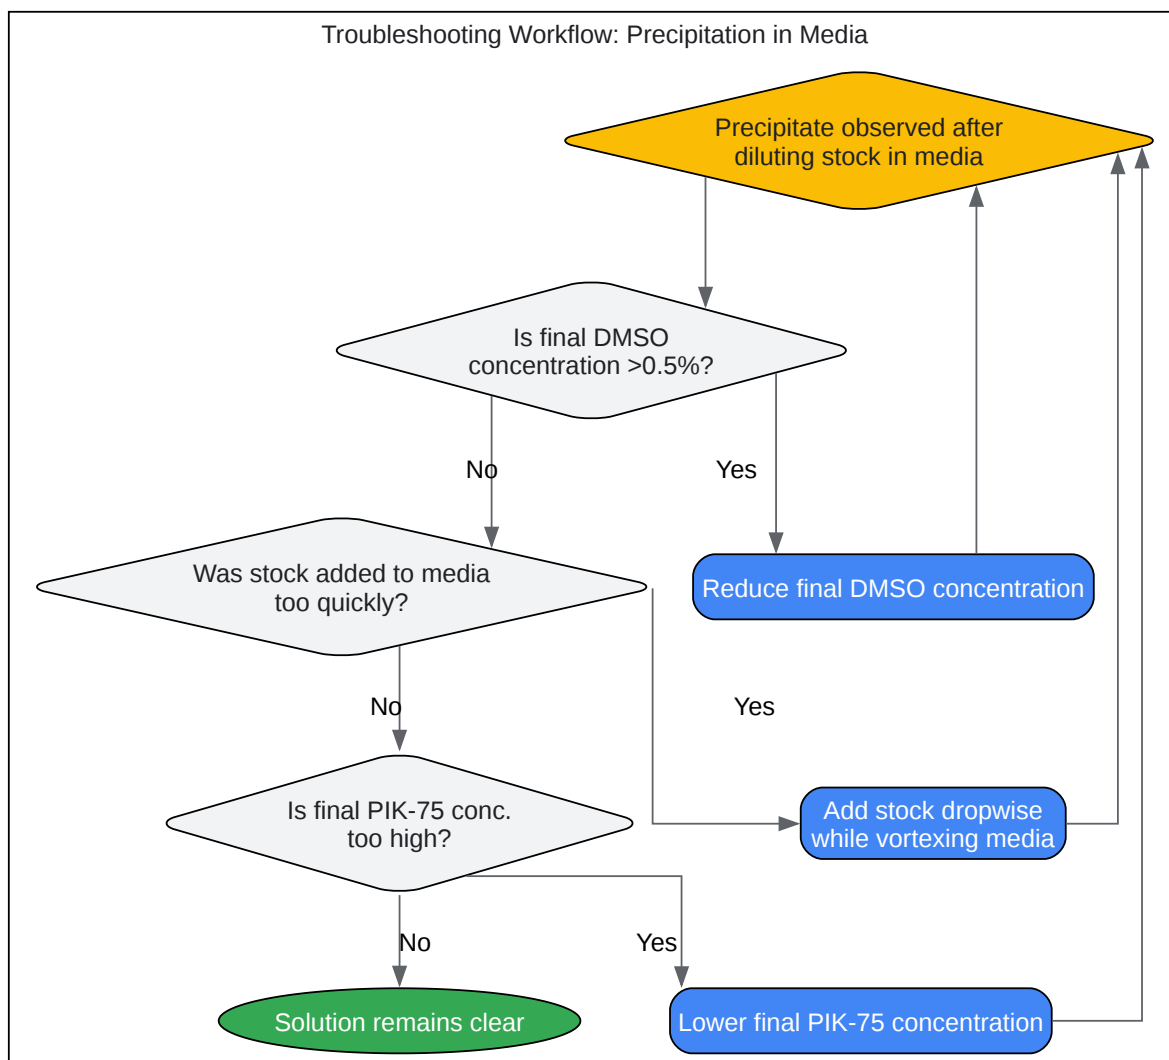 Troubleshooting Workflow: Precipitation in Media
Precipitate observed after
diluting stock in media
Is final DMSO
concentration >0.5%?
No
Yes
Was stock added to media
too quickly?
Reduce final DMSO concentration
No
Yes
Is final PIK-75 conc.
too high?
Add stock dropwise
while vortexing media
No
Yes
Solution remains clear
Lower final PIK-75 concentration